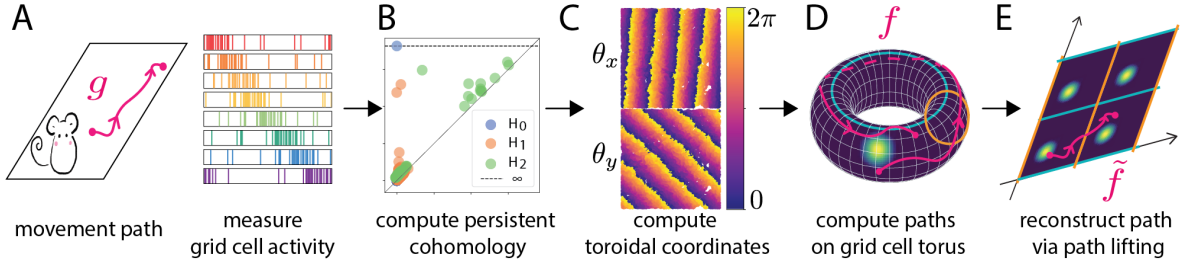 A
g
movement path
measure
grid cell activity
B
H0
H1
H2
∞
compute persistent
cohomology
C
θx
θy
2π
0
compute
toroidal coordinates
D
f
compute paths
on grid cell torus
E
f̃
reconstruct path
via path lifting